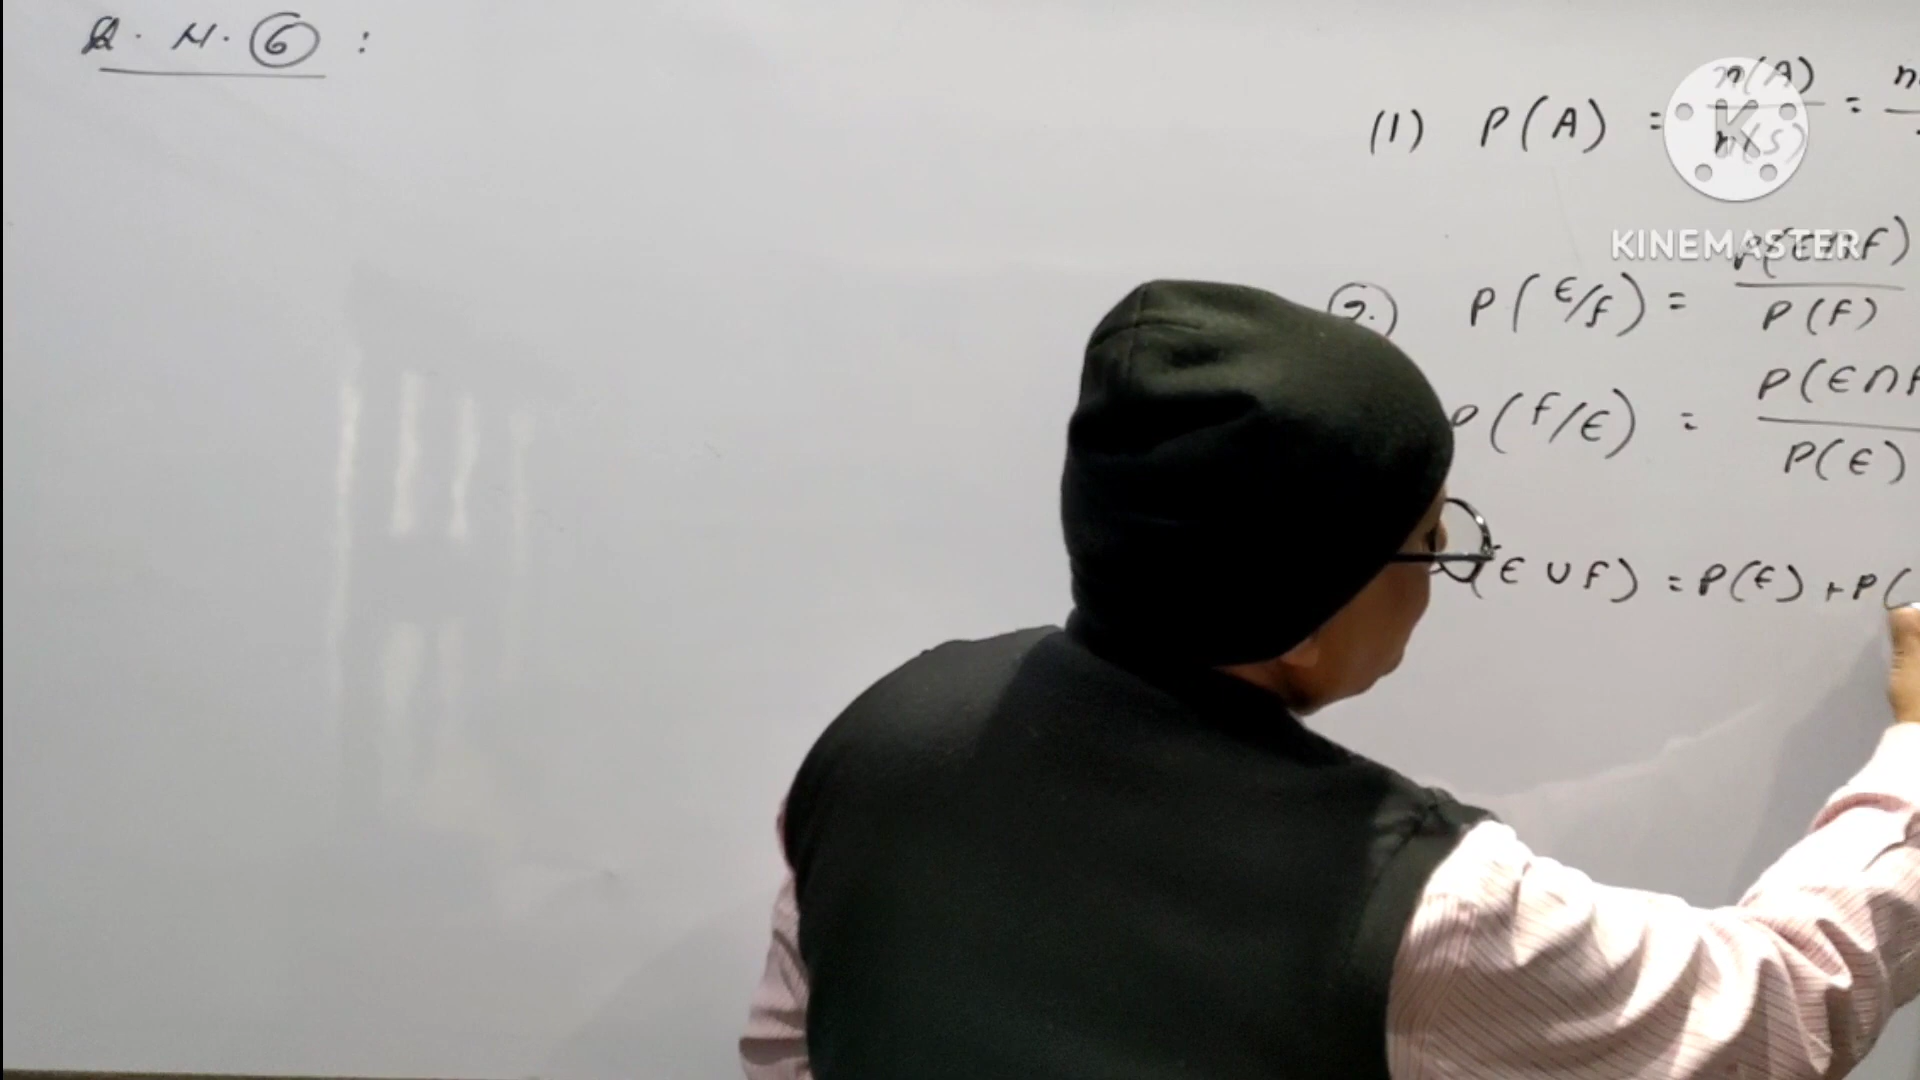 Q. N. 6 :
(1) P(A) = n(A)/n(S) =
K
KINEMASTER
2. P(E/F) = P(E∩F)/P(F)
P(F/E) = P(E∩F/P(E)
(E ∪ F) = P(E) + P(